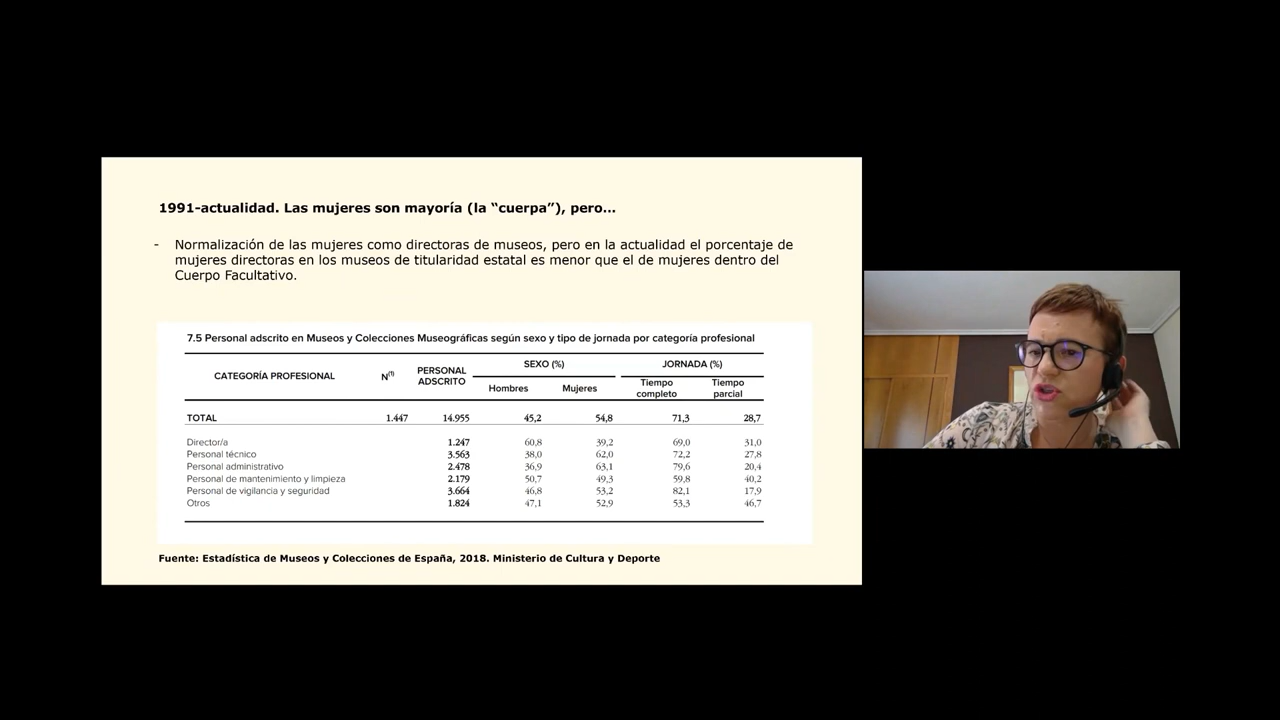 1991-actualidad. Las mujeres son mayoría (la “cuerpa”), pero...
- Normalización de las mujeres como directoras de museos, pero en la actualidad el porcentaje de
mujeres directoras en los museos de titularidad estatal es menor que el de mujeres dentro del
Cuerpo Facultativo.
7.5 Personal adscrito en Museos y Colecciones Museográficas según sexo y tipo de jornada por categoría profesional
CATEGORÍA PROFESIONAL N(1) PERSONAL ADSCRITO SEXO (%) JORNADA (%)
Hombres Mujeres Tiempo completo Tiempo parcial
TOTAL 1.447 14.955 45,2 54,8 71,3 28,7
Director/a 1.247 60,8 39,2 69,0 31,0
Personal técnico 3.563 38,0 62,0 72,2 27,8
Personal administrativo 2.478 36,9 63,1 79,6 20,4
Personal de mantenimiento y limpieza 2.179 50,7 49,3 59,8 40,2
Personal de vigilancia y seguridad 3.664 46,8 53,2 82,1 17,9
Otros 1.824 47,1 52,9 53,3 46,7
Fuente: Estadística de Museos y Colecciones de España, 2018. Ministerio de Cultura y Deporte